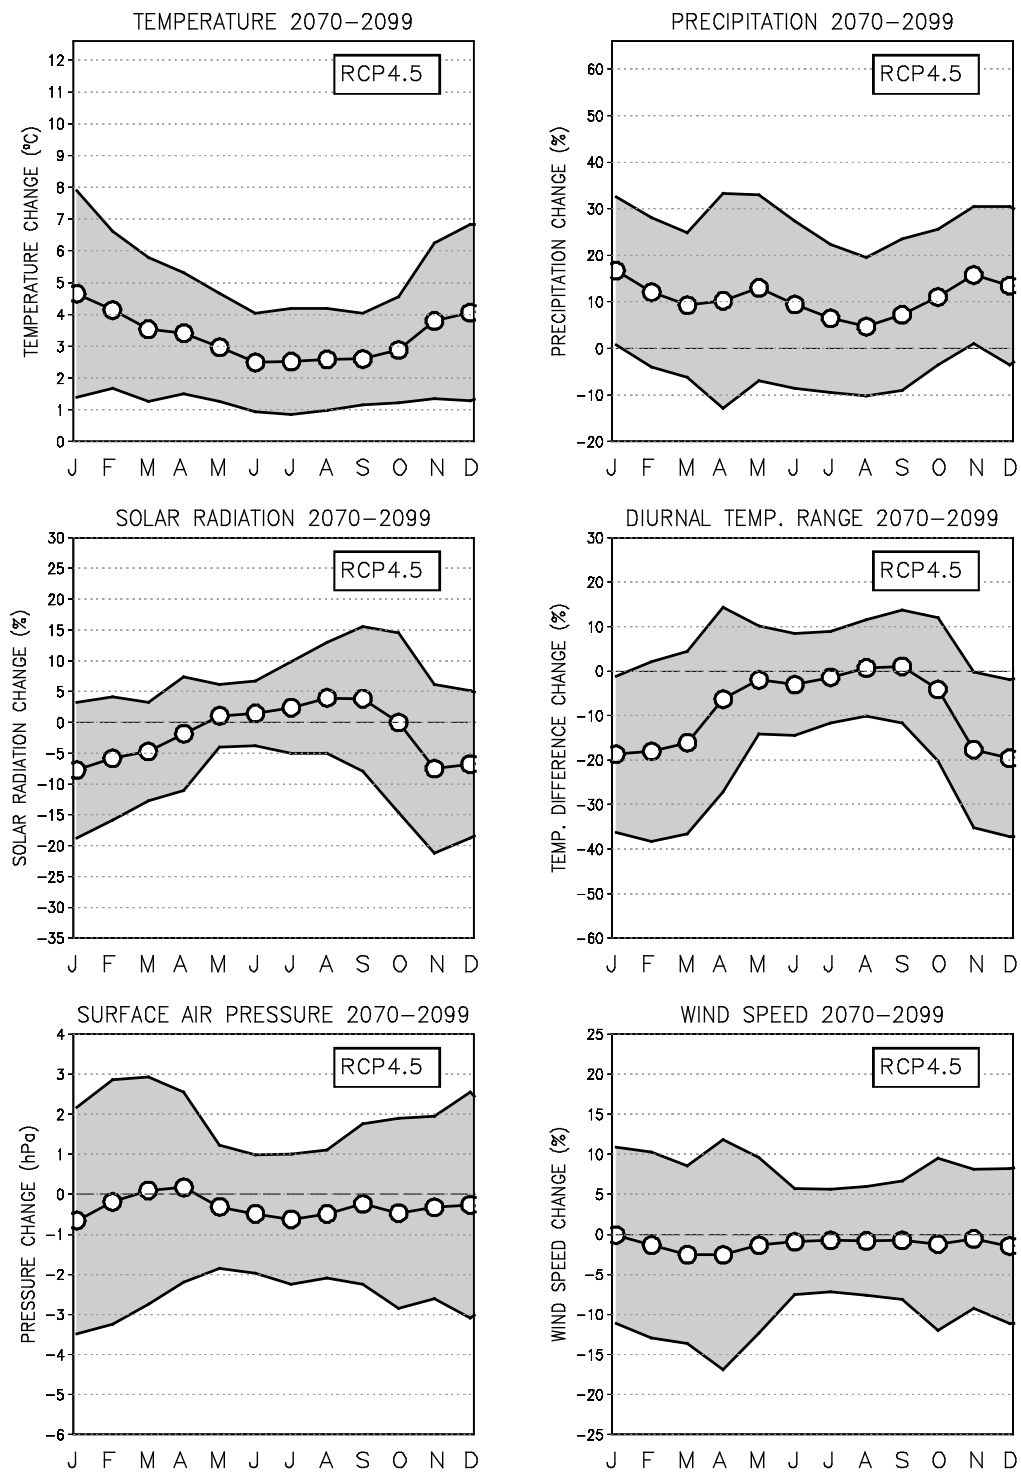 TEMPERATURE 2070–2099
RCP4.5
TEMPERATURE CHANGE (ºC)
12
11
10
9
8
7
6
5
4
3
2
1
0
J F M A M J J A S O N D
PRECIPITATION 2070–2099
RCP4.5
PRECIPITATION CHANGE (%)
60
50
40
30
20
10
0
−10
−20
J F M A M J J A S O N D
SOLAR RADIATION 2070–2099
RCP4.5
SOLAR RADIATION CHANGE (%)
30
25
20
15
10
5
0
−5
−10
−15
−20
−25
−30
−35
J F M A M J J A S O N D
DIURNAL TEMP. RANGE 2070–2099
RCP4.5
TEMP. DIFFERENCE CHANGE (%)
30
20
10
0
−10
−20
−30
−40
−50
−60
J F M A M J J A S O N D
SURFACE AIR PRESSURE 2070–2099
RCP4.5
PRESSURE CHANGE (hPa)
4
3
2
1
0
−1
−2
−3
−4
−5
−6
J F M A M J J A S O N D
WIND SPEED 2070–2099
RCP4.5
WIND SPEED CHANGE (%)
25
20
15
10
5
0
−5
−10
−15
−20
−25
J F M A M J J A S O N D